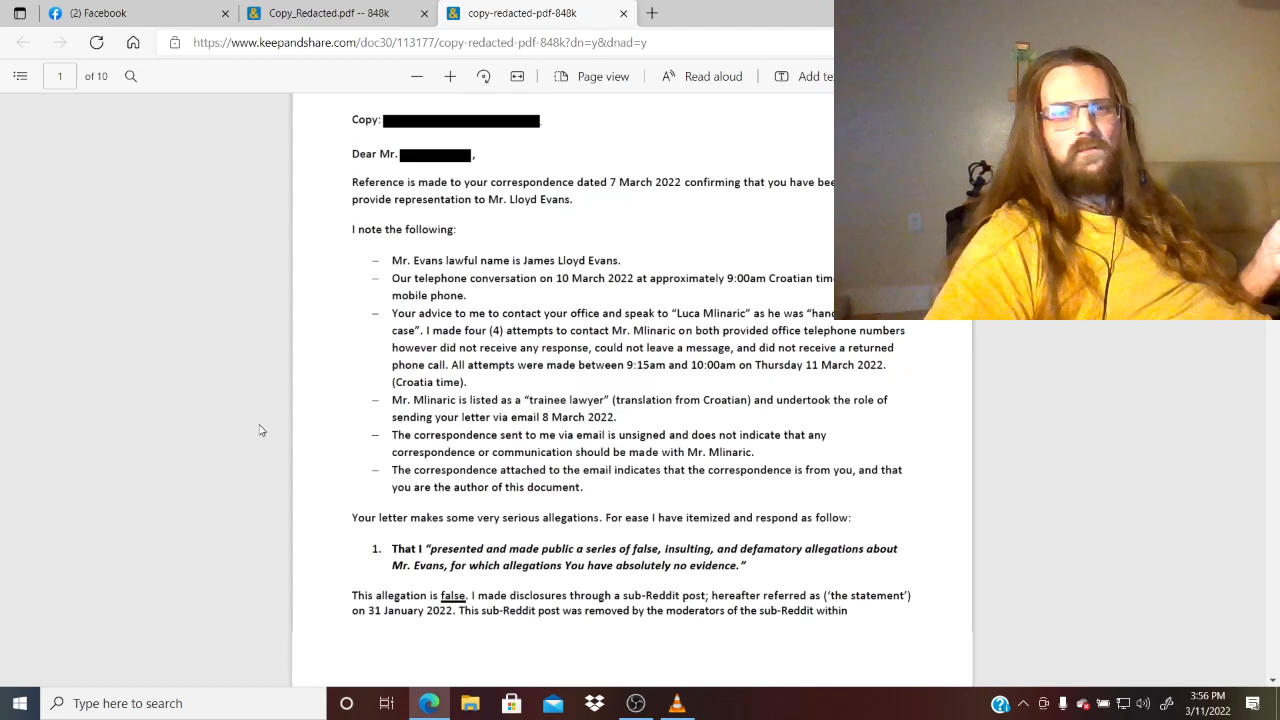 (2) Facebook
Copy_Redacted-PDF-848k
Copy_Redacted-PDF-848k
https://www.keepandshare.com/doc30/113177/copy-redacted-pdf-848k?dn=y&dnad=y
1 of 10
Page view
Read aloud
Add
Copy:
Dear Mr. ,
Reference is made to your correspondence dated 7 March 2022 confirming that you have
provide representation to Mr. Lloyd Evans.
I note the following:
– Mr. Evans lawful name is James Lloyd Evans.
– Our telephone conversation on 10 March 2022 at approximately 9:00am Croatian
mobile phone.
– Your advice to me to contact your office and speak to “Luca Mlinaric” as he was
case”. I made four (4) attempts to contact Mr. Mlinaric on both provided office telephone numbers
however did not receive any response, could not leave a message, and did not receive a returned
phone call. All attempts were made between 9:15am and 10:00am on Thursday 11 March 2022.
(Croatia time).
– Mr. Mlinaric is listed as a “trainee lawyer” (translation from Croatian) and undertook the role of
sending your letter via email 8 March 2022.
– The correspondence sent to me via email is unsigned and does not indicate that any
correspondence or communication should be made with Mr. Mlinaric.
– The correspondence attached to the email indicates that the correspondence is from you, and that
you are the author of this document.
Your letter makes some very serious allegations. For ease I have itemized and respond as follow:
1. That I “presented and made public a series of false, insulting, and defamatory allegations about
Mr. Evans, for which allegations You have absolutely no evidence.”
This allegation is false. I made disclosures through a sub-Reddit post; hereafter referred as (‘the statement’)
on 31 January 2022. This sub-Reddit post was removed by the moderators of the sub-Reddit within
Type here to search
3:56 PM
3/11/2022